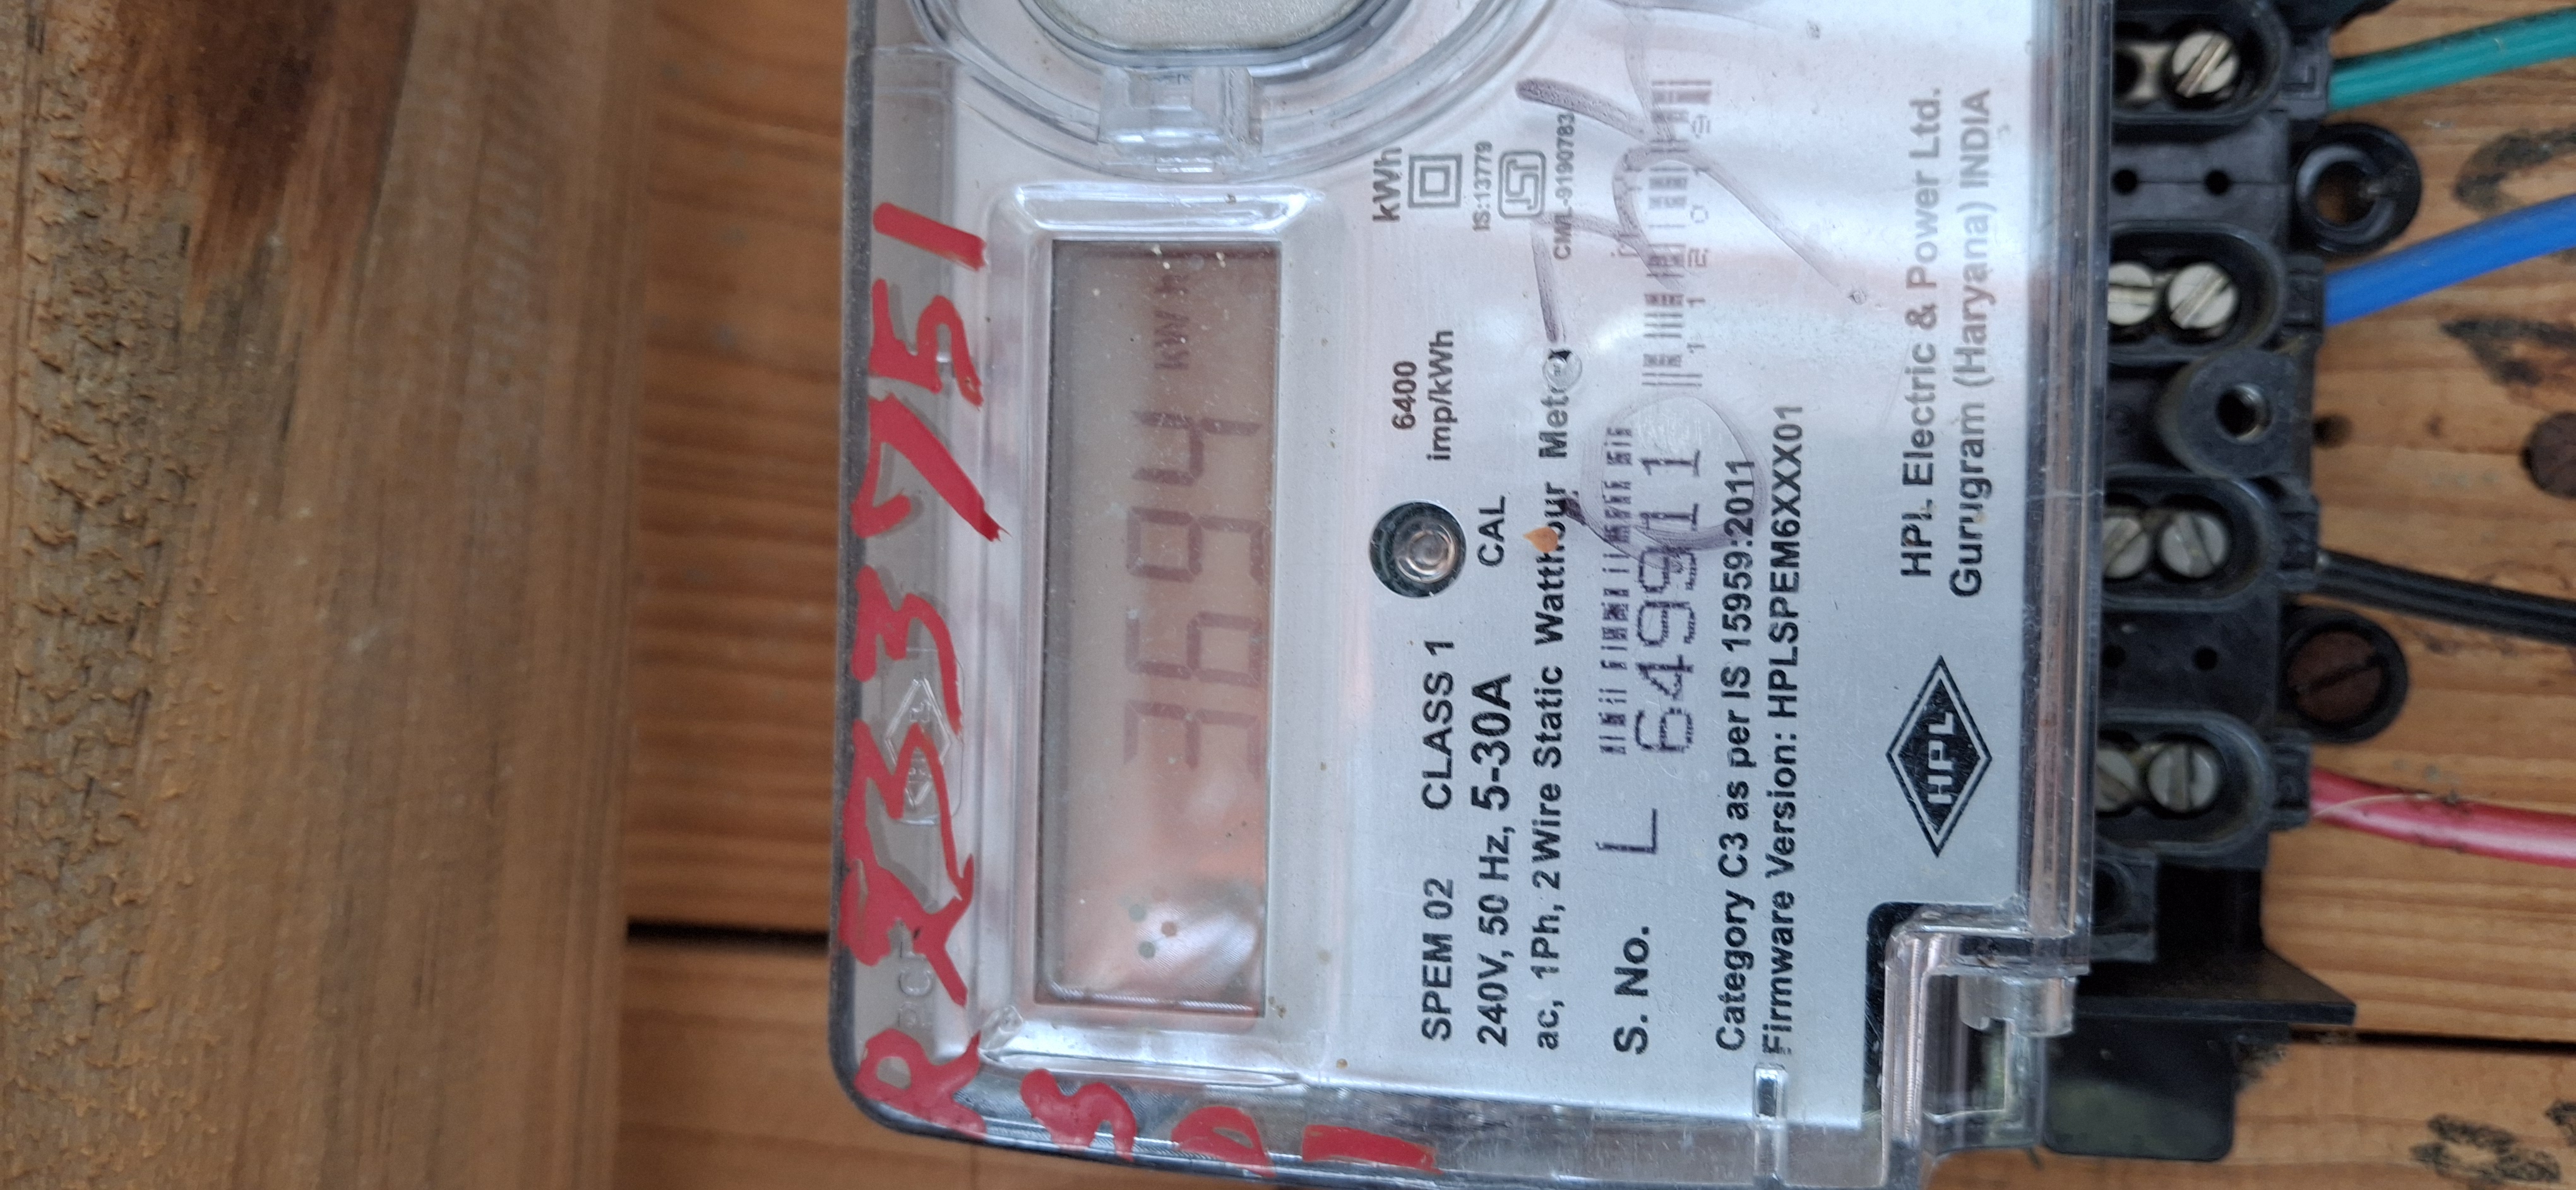 3694 kWh
kWh
IS:13779
CM/L-9190783
6400
imp/kWh
CAL
SPEM 02 CLASS 1
240V, 50 Hz, 5-30A
ac, 1Ph, 2 Wire Static Watthour Meter
S. No. L 649911
Category C3 as per IS 15959:2011
Firmware Version: HPLSPEM6XXX01
HPL
HPL Electric & Power Ltd.
Gurugram (Haryana) INDIA
S D I